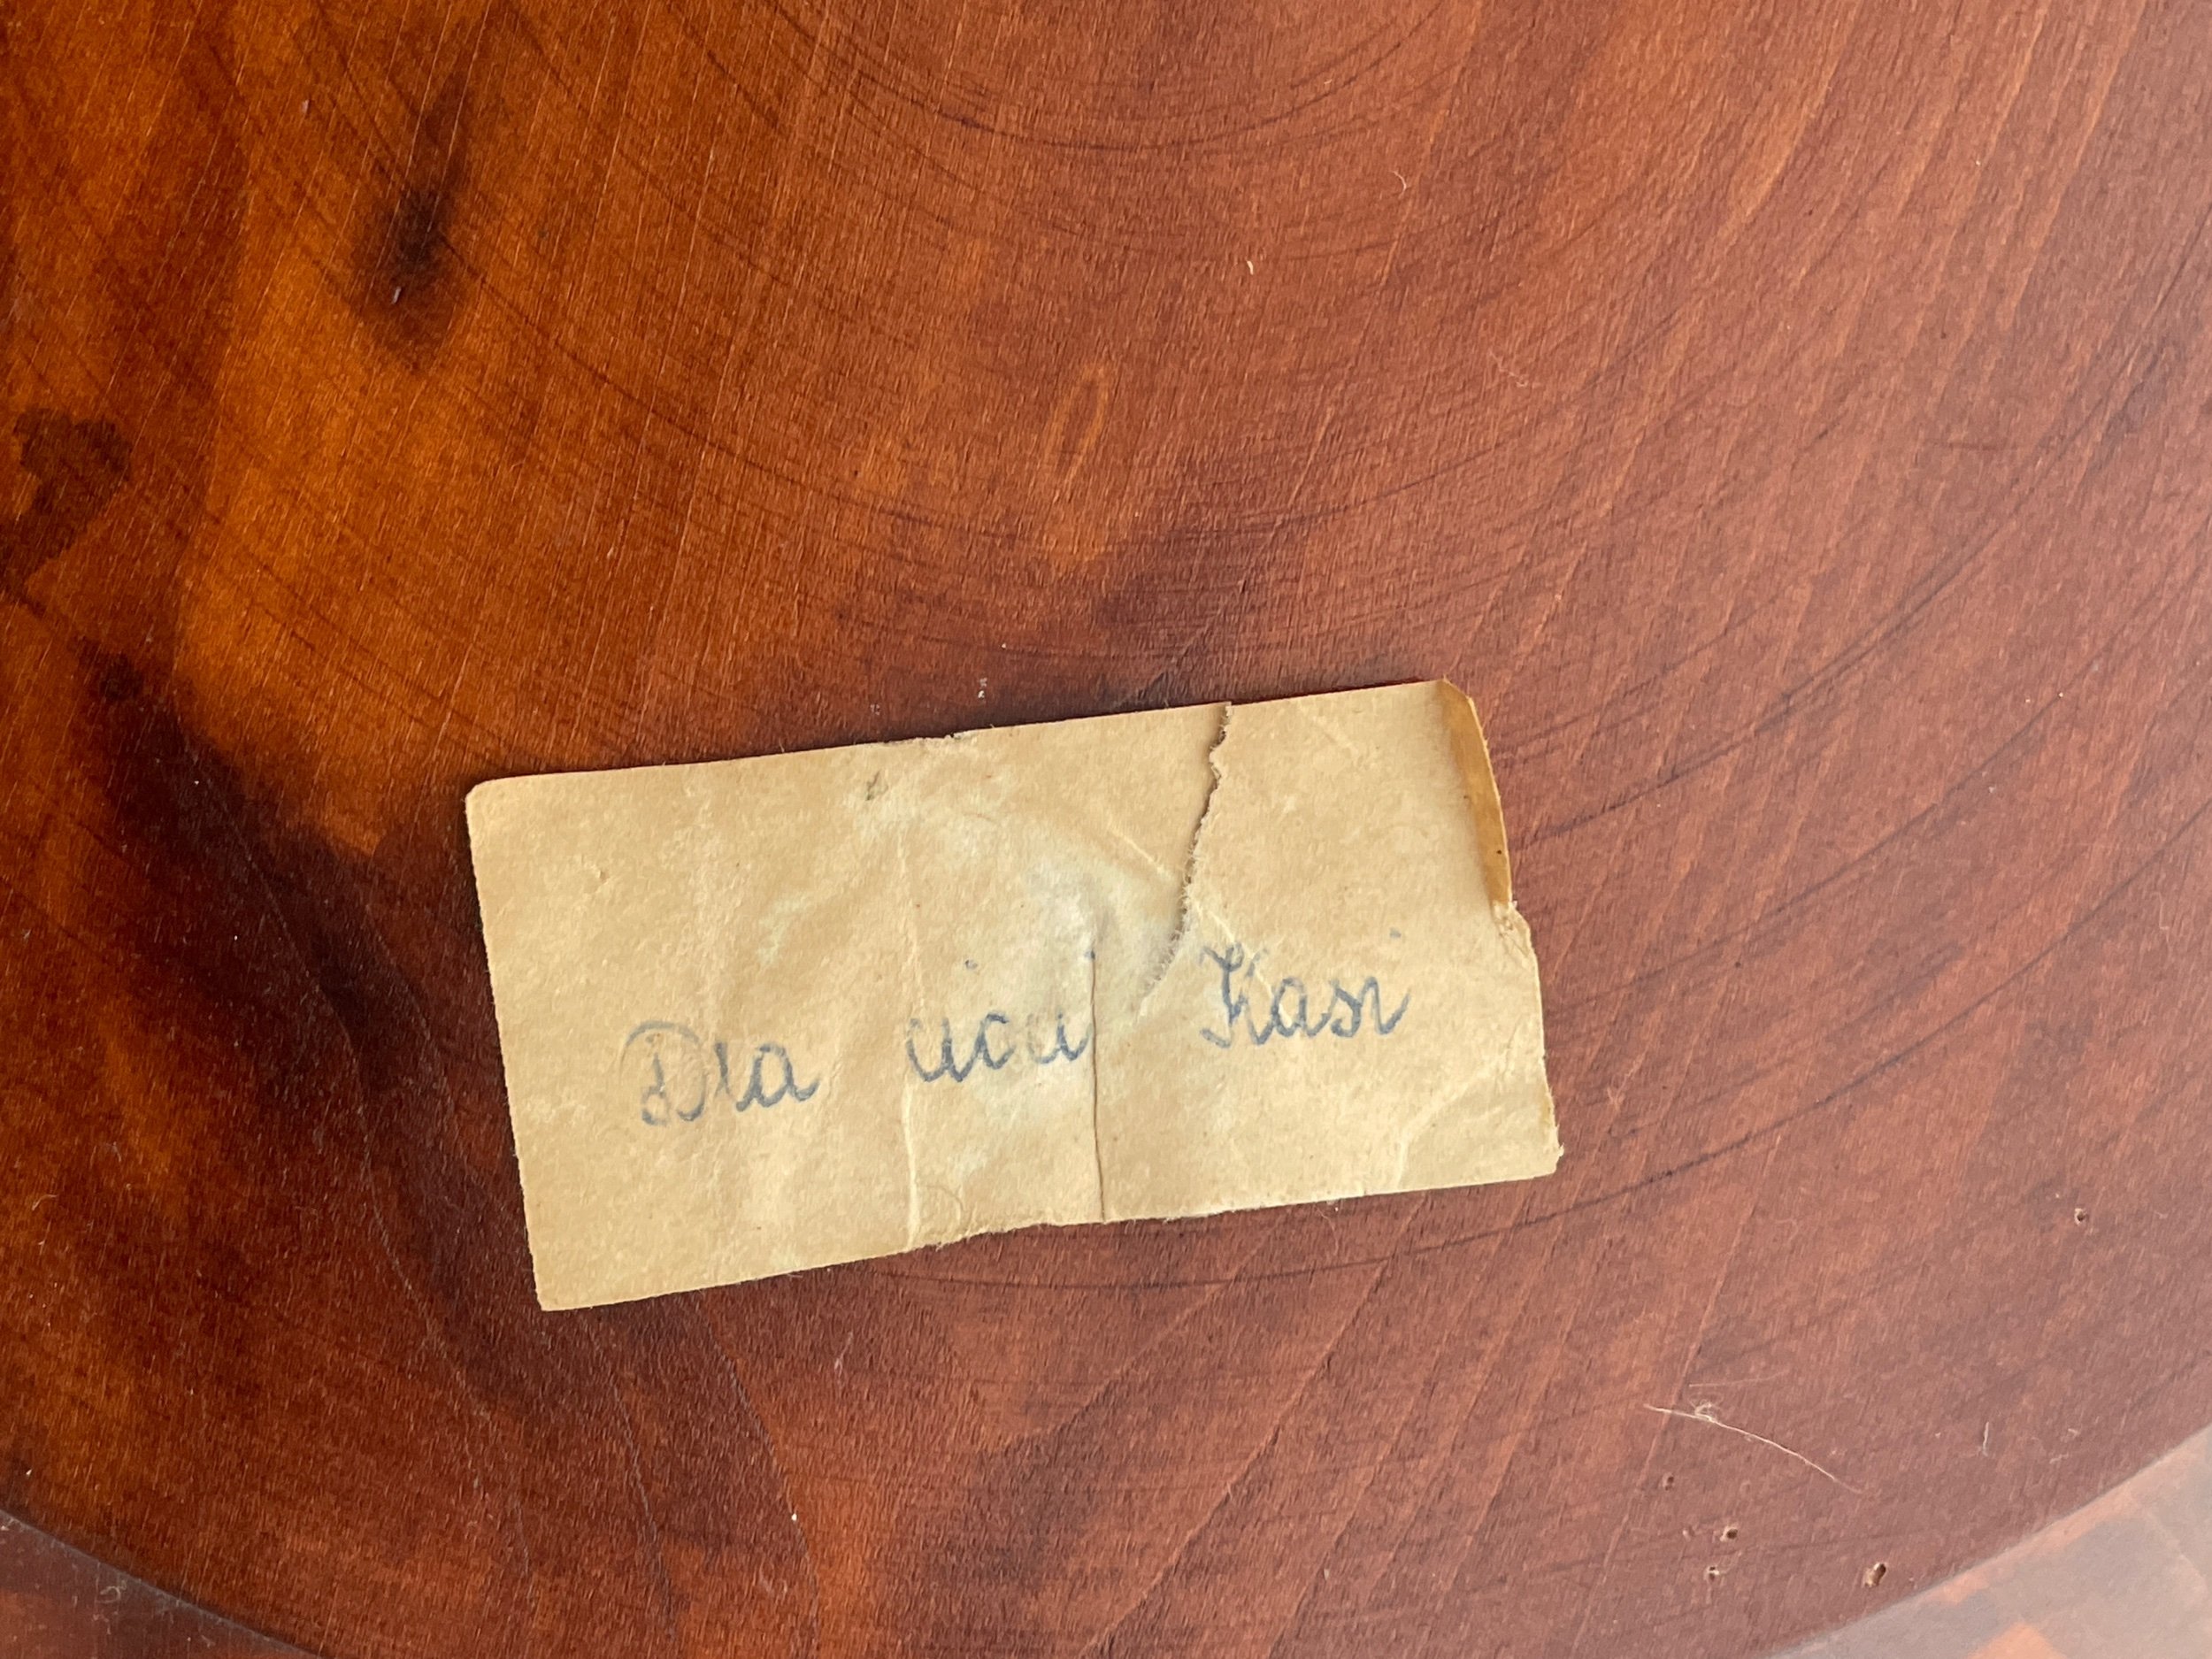 Dla cioci Kasi